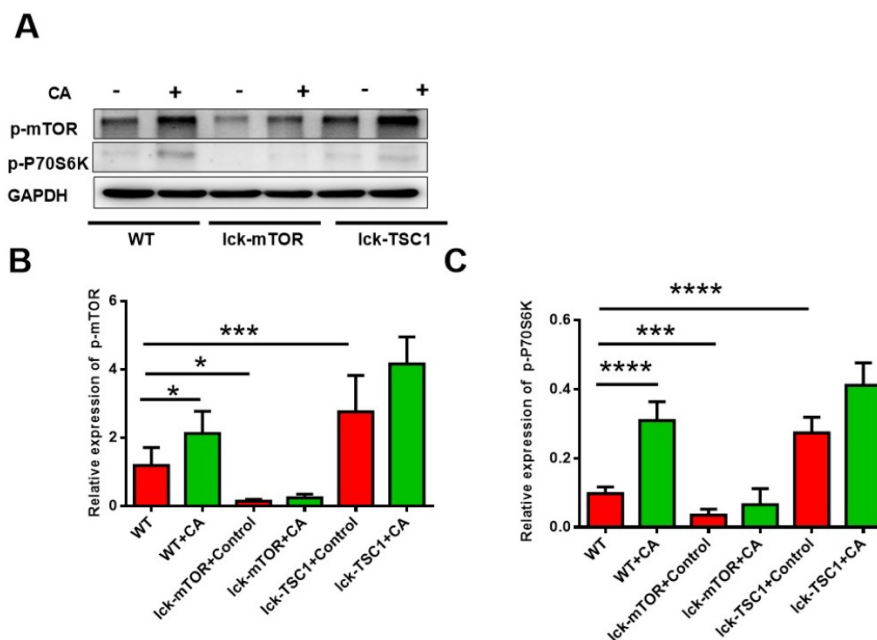 A
CA - + - + - +
p-mTOR
p-P70S6K
GAPDH
WT lck-mTOR lck-TSC1
B
Relative expression of p-mTOR
6
4
2
0
***
*
*
WT
WT+CA
lck-mTOR+Control
lck-mTOR+CA
lck-TSC1+Control
lck-TSC1+CA
C
Relative expression of p-P70S6K
0.6
0.4
0.2
0.0
****
***
****
WT
WT+CA
lck-mTOR+Control
lck-mTOR+CA
lck-TSC1+Control
lck-TSC1+CA